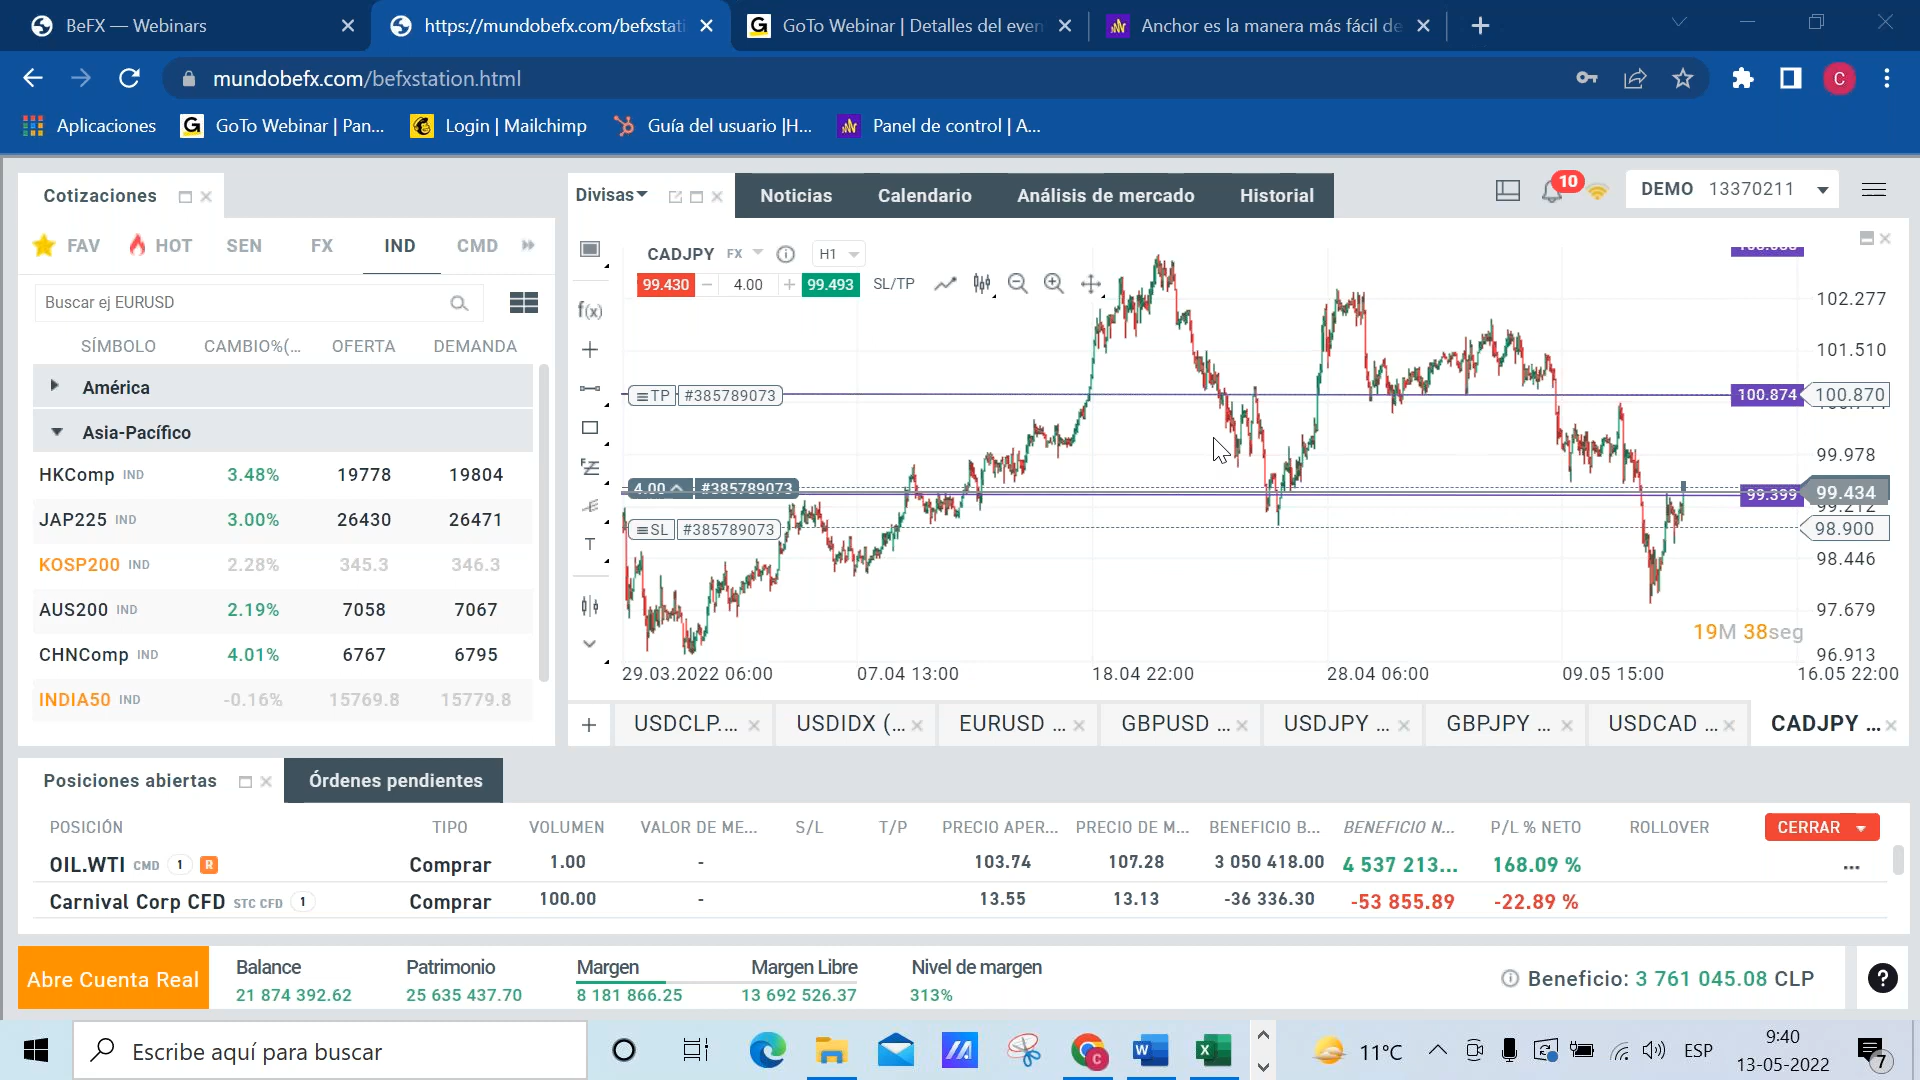 BeFX — Webinars
https://mundobefx.com/befxstati
GoTo Webinar | Detalles del even
Anchor es la manera más fácil de
mundobefx.com/befxstation.html
C
Aplicaciones
GoTo Webinar | Pan...
Login | Mailchimp
Guía del usuario |H...
Panel de control | A...
Cotizaciones
Divisas
Noticias
Calendario
Análisis de mercado
Historial
10
DEMO 13370211
FAV
HOT
SEN
FX
IND
CMD
CADJPY FX
H1
99.430
4.00
99.493
SL/TP
Buscar ej EURUSD
f(x)
SÍMBOLO
CAMBIO%(...
OFERTA
DEMANDA
América
Asia-Pacífico
HKComp IND 3.48% 19778 19804
JAP225 IND 3.00% 26430 26471
KOSP200 IND 2.28% 345.3 346.3
AUS200 IND 2.19% 7058 7067
CHNComp IND 4.01% 6767 6795
INDIA50 IND -0.16% 15769.8 15779.8
102.277
101.510
TP #385789073
100.874
100.870
99.978
4.00 #385789073
99.399
99.434
99.212
SL #385789073
98.900
98.446
97.679
19M 38seg
96.913
T
29.03.2022 06:00
07.04 13:00
18.04 22:00
28.04 06:00
09.05 15:00
16.05 22:00
USDCLP....
USDIDX (...
EURUSD ...
GBPUSD ...
USDJPY ...
GBPJPY ...
USDCAD ...
CADJPY ...
Posiciones abiertas
Órdenes pendientes
POSICIÓN
TIPO
VOLUMEN
VALOR DE ME...
S/L
T/P
PRECIO APER...
PRECIO DE M...
BENEFICIO B...
BENEFICIO N...
P/L % NETO
ROLLOVER
CERRAR
OIL.WTI CMD 1 R Comprar 1.00 - 103.74 107.28 3 050 418.00 4 537 213... 168.09 % ...
Carnival Corp CFD STC CFD 1 Comprar 100.00 - 13.55 13.13 -36 336.30 -53 855.89 -22.89 %
Abre Cuenta Real
Balance
21 874 392.62
Patrimonio
25 635 437.70
Margen
8 181 866.25
Margen Libre
13 692 526.37
Nivel de margen
313%
Beneficio: 3 761 045.08 CLP
?
Escribe aquí para buscar
11°C
ESP
9:40
13-05-2022
7